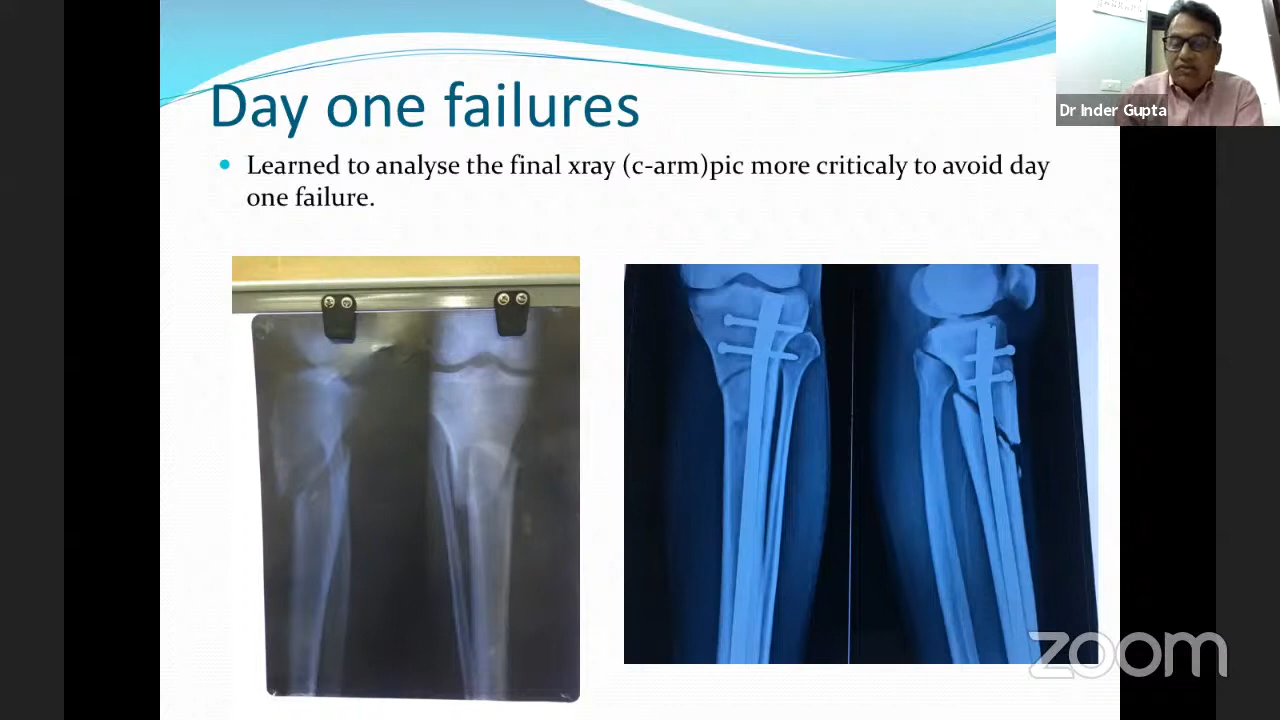 Day one failures
Dr Inder Gupta
• Learned to analyse the final xray (c-arm)pic more criticaly to avoid day
one failure.
zoom